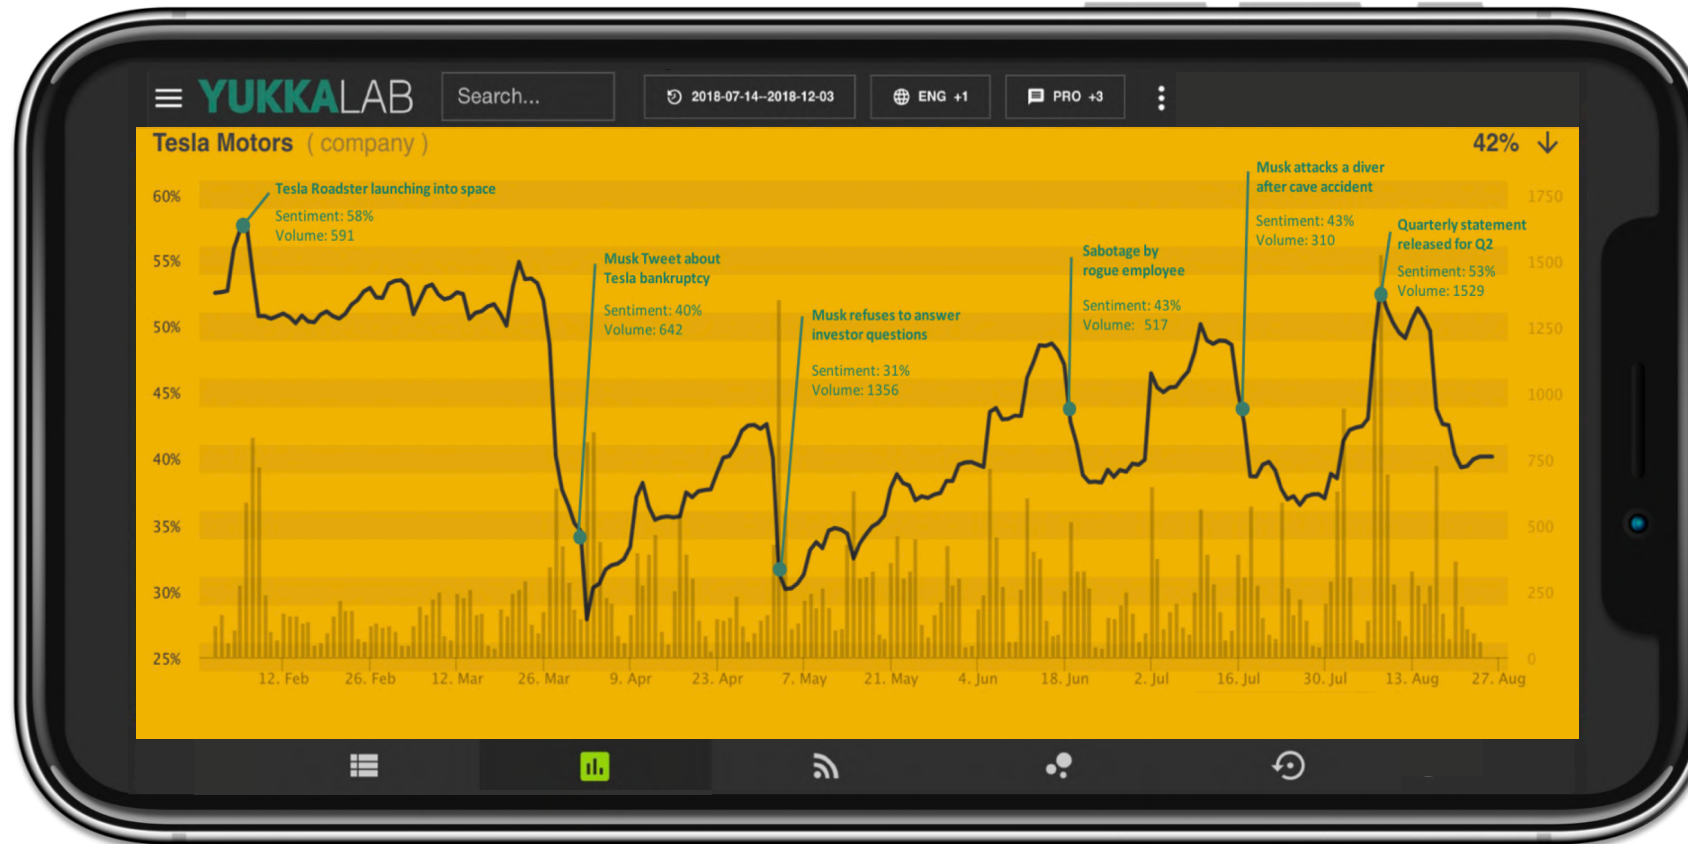 YUKKALAB
Search...
2018-07-14--2018-12-03
ENG +1
PRO +3
Tesla Motors ( company )
42%
60%
55%
50%
45%
40%
35%
30%
25%
Tesla Roadster launching into space
Sentiment: 58%
Volume: 591
Musk Tweet about
Tesla bankruptcy
Sentiment: 40%
Volume: 642
Musk refuses to answer
investor questions
Sentiment: 31%
Volume: 1356
Sabotage by
rogue employee
Sentiment: 43%
Volume: 517
Musk attacks a diver
after cave accident
Sentiment: 43%
Volume: 310
Quarterly statement
released for Q2
Sentiment: 53%
Volume: 1529
1750
1500
1250
1000
750
500
250
0
12. Feb
26. Feb
12. Mar
26. Mar
9. Apr
23. Apr
7. May
21. May
4. Jun
18. Jun
2. Jul
16. Jul
30. Jul
13. Aug
27. Aug